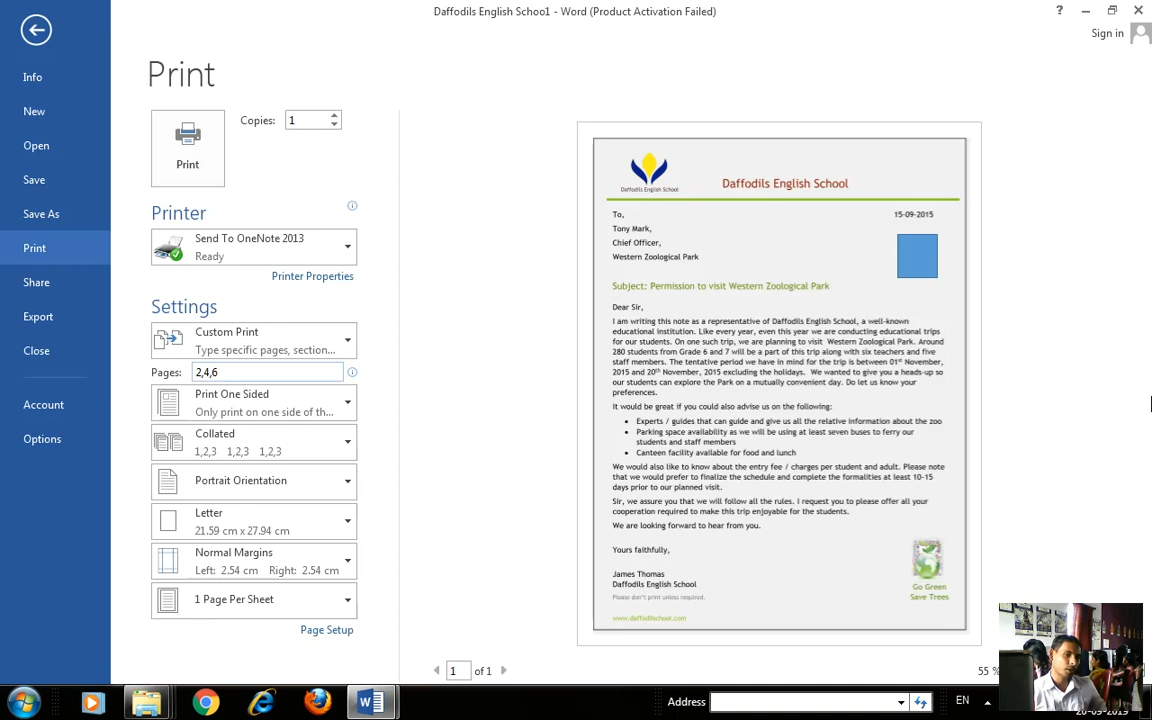 Daffodils English Schoo1 - Word (Product Activation Failed)
?
Sign in
Info
New
Open
Save
Save As
Print
Share
Export
Close
Account
Options
Print
Print
Copies: 1
Printer
Send To OneNote 2013
Ready
Printer Properties
Settings
Custom Print
Type specific pages, section...
Pages: 2,4,6
Print One Sided
Only print on one side of th...
Collated
1,2,3 1,2,3 1,2,3
Portrait Orientation
Letter
21.59 cm x 27.94 cm
Normal Margins
Left: 2.54 cm Right: 2.54 cm
1 Page Per Sheet
Page Setup
Daffodils English School
Daffodils English School
To,
15-09-2015
Tony Mark,
Chief Officer,
Western Zoological Park
Subject: Permission to visit Western Zoological Park
Dear Sir,
I am writing this note as a representative of Daffodils English School, a well-known
educational institution. Like every year, even this year we are conducting educational trips
for our students. On one such trip, we are planning to visit Western Zoological Park. Around
280 students from Grade 6 and 7 will be a part of this trip along with six teachers and five
staff members. The tentative period we have in mind for the trip is between 01st November,
2015 and 20th November, 2015 excluding the holidays. We wanted to give you a heads-up so
our students can explore the Park on a mutually convenient day. Do let us know your
preferences.
It would be great if you could also advise us on the following:
• Experts / guides that can guide and give us all the relative information about the zoo
• Parking space availability as we will be using at least seven buses to ferry our
students and staff members
• Canteen facility available for food and lunch
We would also like to know about the entry fee / charges per student and adult. Please note
that we would prefer to finalize the schedule and complete the formalities at least 10-15
days prior to our planned visit.
Sir, we assure you that we will follow all the rules. I request you to please offer all your
cooperation required to make this trip enjoyable for the students.
We are looking forward to hear from you.
Yours faithfully,
James Thomas
Daffodils English School
Please don't print unless required.
Go Green
Save Trees
www.daffodilschool.com
1 of 1
55 %
Address
EN